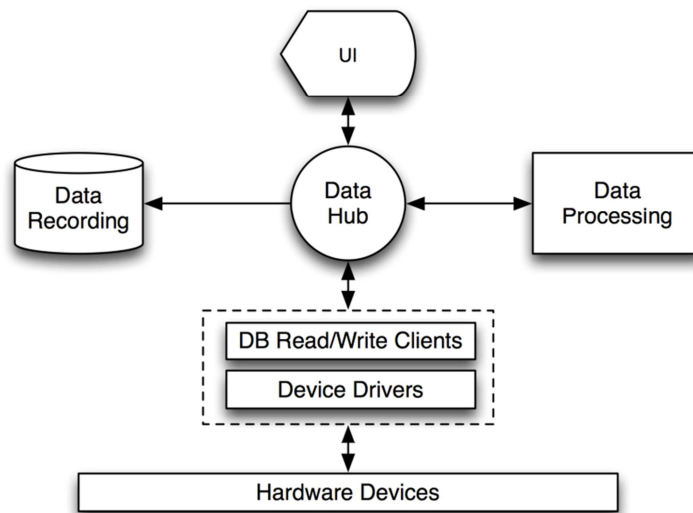 UI
Data
Recording
Data
Hub
Data
Processing
DB Read/Write Clients
Device Drivers
Hardware Devices